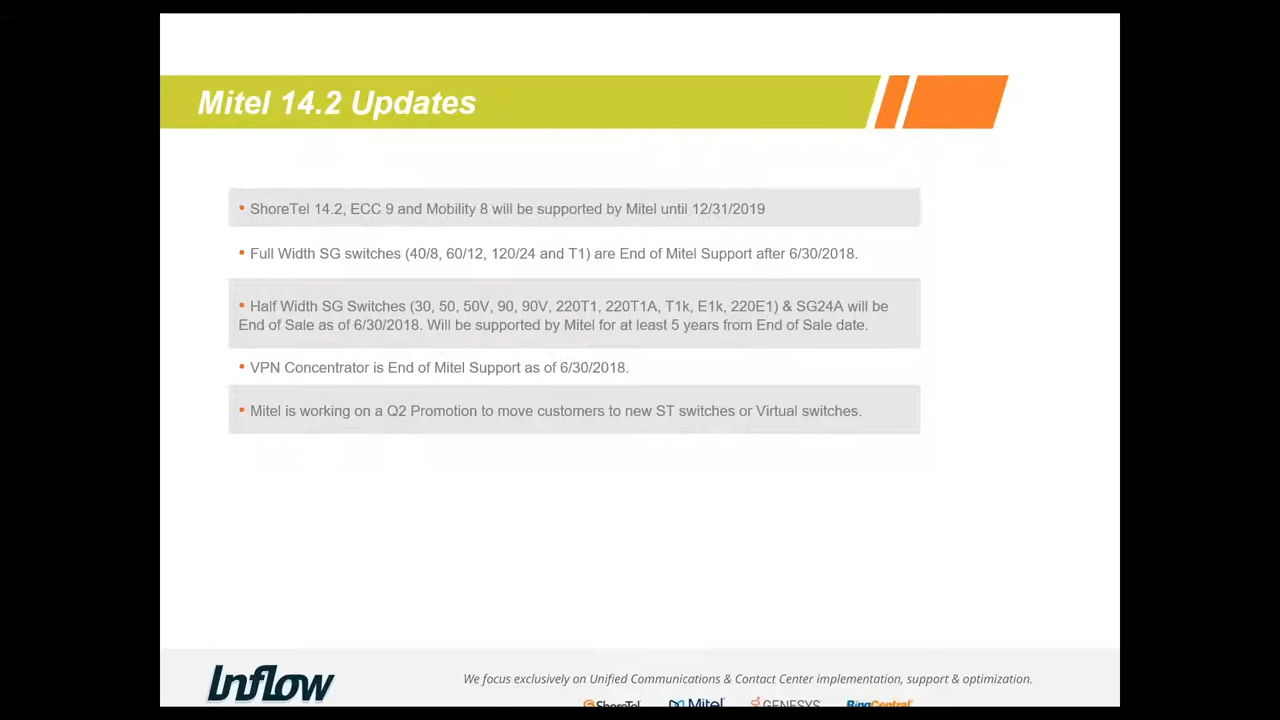 Mitel 14.2 Updates
• ShoreTel 14.2, ECC 9 and Mobility 8 will be supported by Mitel until 12/31/2019
• Full Width SG switches (40/8, 60/12, 120/24 and T1) are End of Mitel Support after 6/30/2018.
• Half Width SG Switches (30, 50, 50V, 90, 90V, 220T1, 220T1A, T1k, E1k, 220E1) & SG24A will be
End of Sale as of 6/30/2018. Will be supported by Mitel for at least 5 years from End of Sale date.
• VPN Concentrator is End of Mitel Support as of 6/30/2018.
• Mitel is working on a Q2 Promotion to move customers to new ST switches or Virtual switches.
Inflow
We focus exclusively on Unified Communications & Contact Center implementation, support & optimization.
ShoreTel Mitel GENESYS RingCentral